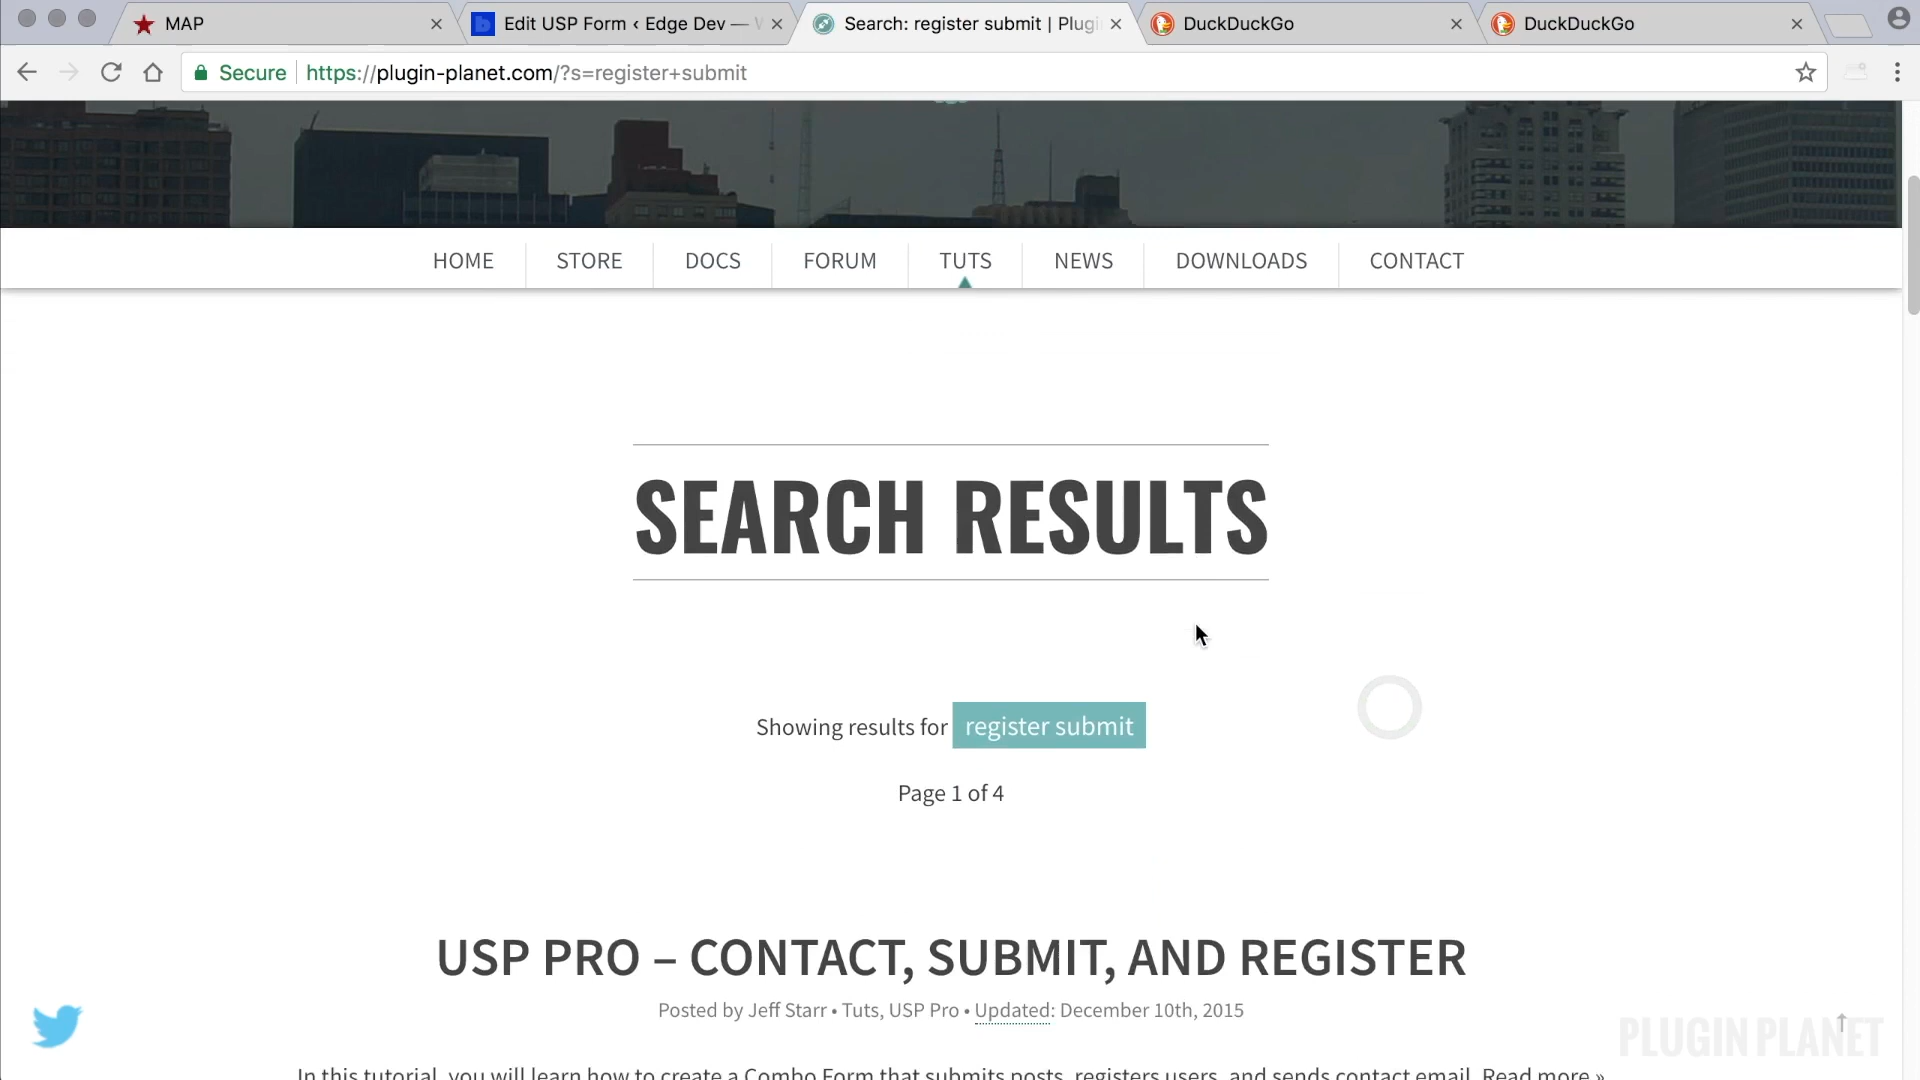 MAP
Edit USP Form ‹ Edge Dev —
Search: register submit | Plugi
DuckDuckGo
DuckDuckGo
Secure https://plugin-planet.com/?s=register+submit
HOME STORE DOCS FORUM TUTS NEWS DOWNLOADS CONTACT
SEARCH RESULTS
Showing results for register submit
Page 1 of 4
USP PRO – CONTACT, SUBMIT, AND REGISTER
Posted by Jeff Starr • Tuts, USP Pro • Updated: December 10th, 2015
In this tutorial, you will learn how to create a Combo Form that submits posts, registers users, and sends contact email. Read more »
PLUGIN PLANET